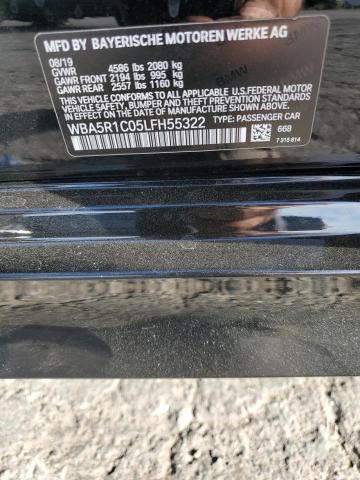 MFD BY BAYERISCHE MOTOREN WERKE AG
08/19
GVWR 4586 lbs 2080 kg
GAWR FRONT 2194 lbs 995 kg
GAWR REAR 2557 lbs 1160 kg
THIS VEHICLE CONFORMS TO ALL APPLICABLE U.S.FEDERAL MOTOR
VEHICLE SAFETY, BUMPER, AND THEFT PREVENTION STANDARDS
IN EFFECT ON THE DATE OF MANUFACTURE SHOWN ABOVE.
WBA5R1C05LFH55322 TYPE: PASSENGER CAR
668
7 315 814